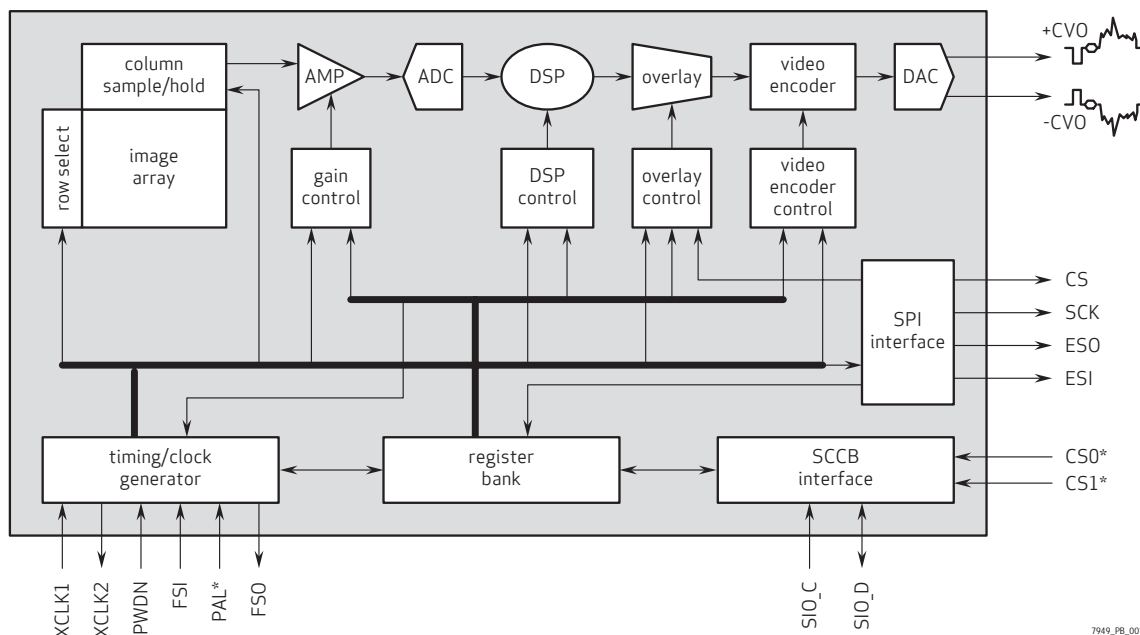 column
sample/hold
AMP
ADC
DSP
overlay
video
encoder
DAC
+CVO
-CVO
row select
image
array
gain
control
DSP
control
overlay
control
video
encoder
control
SPI
interface
CS
SCK
ESO
ESI
timing/clock
generator
register
bank
SCCB
interface
CS0*
CS1*
XCLK1
XCLK2
PWDN
FSI
PAL*
FSO
SIO_C
SIO_D
7949_PB_001